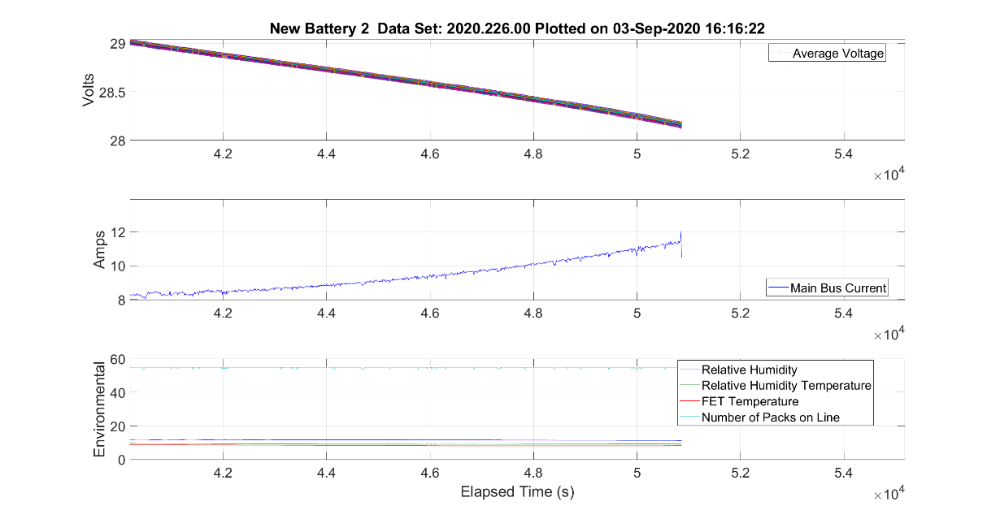 New Battery 2  Data Set: 2020.226.00 Plotted on 03-Sep-2020 16:16:22
29
28.5
28
Volts
Average Voltage
4.2 4.4 4.6 4.8 5 5.2 5.4
×10^4
12
10
8
Amps
Main Bus Current
4.2 4.4 4.6 4.8 5 5.2 5.4
×10^4
60
40
20
0
Environmental
Relative Humidity
Relative Humidity Temperature
FET Temperature
Number of Packs on Line
4.2 4.4 4.6 4.8 5 5.2 5.4
Elapsed Time (s)
×10^4